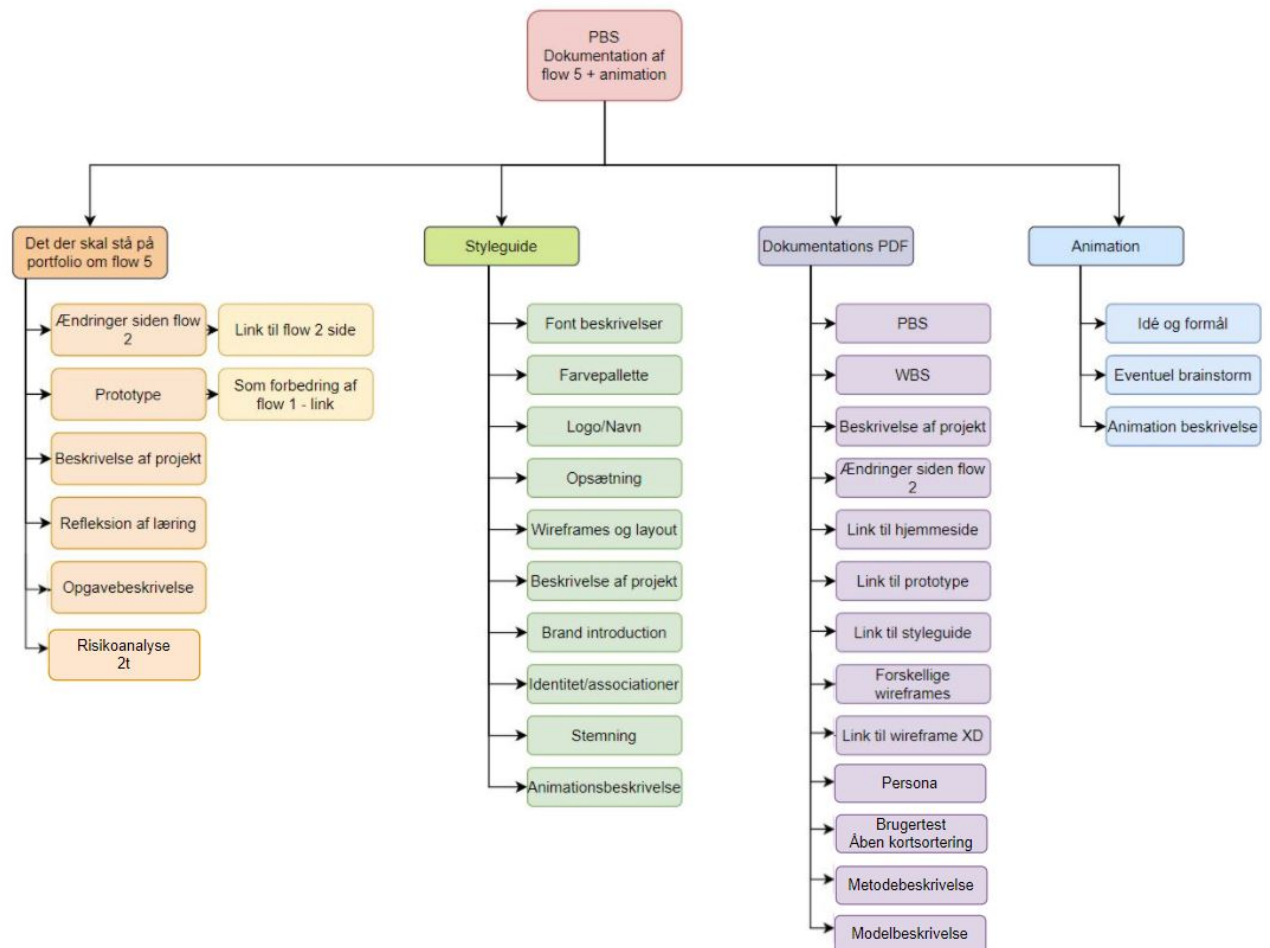 PBS
Dokumentation af
flow 5 + animation
Det der skal stå på
portfolio om flow 5
Ændringer siden flow
2
Link til flow 2 side
Prototype
Som forbedring af
flow 1 - link
Beskrivelse af projekt
Refleksion af læring
Opgavebeskrivelse
Risikoanalyse
2t
Styleguide
Font beskrivelser
Farvepallette
Logo/Navn
Opsætning
Wireframes og layout
Beskrivelse af projekt
Brand introduction
Identitet/associationer
Stemning
Animationsbeskrivelse
Dokumentations PDF
PBS
WBS
Beskrivelse af projekt
Ændringer siden flow
2
Link til hjemmeside
Link til prototype
Link til styleguide
Forskellige
wireframes
Link til wireframe XD
Persona
Brugertest
Åben kortsortering
Metodebeskrivelse
Modelbeskrivelse
Animation
Idé og formål
Eventuel brainstorm
Animation beskrivelse